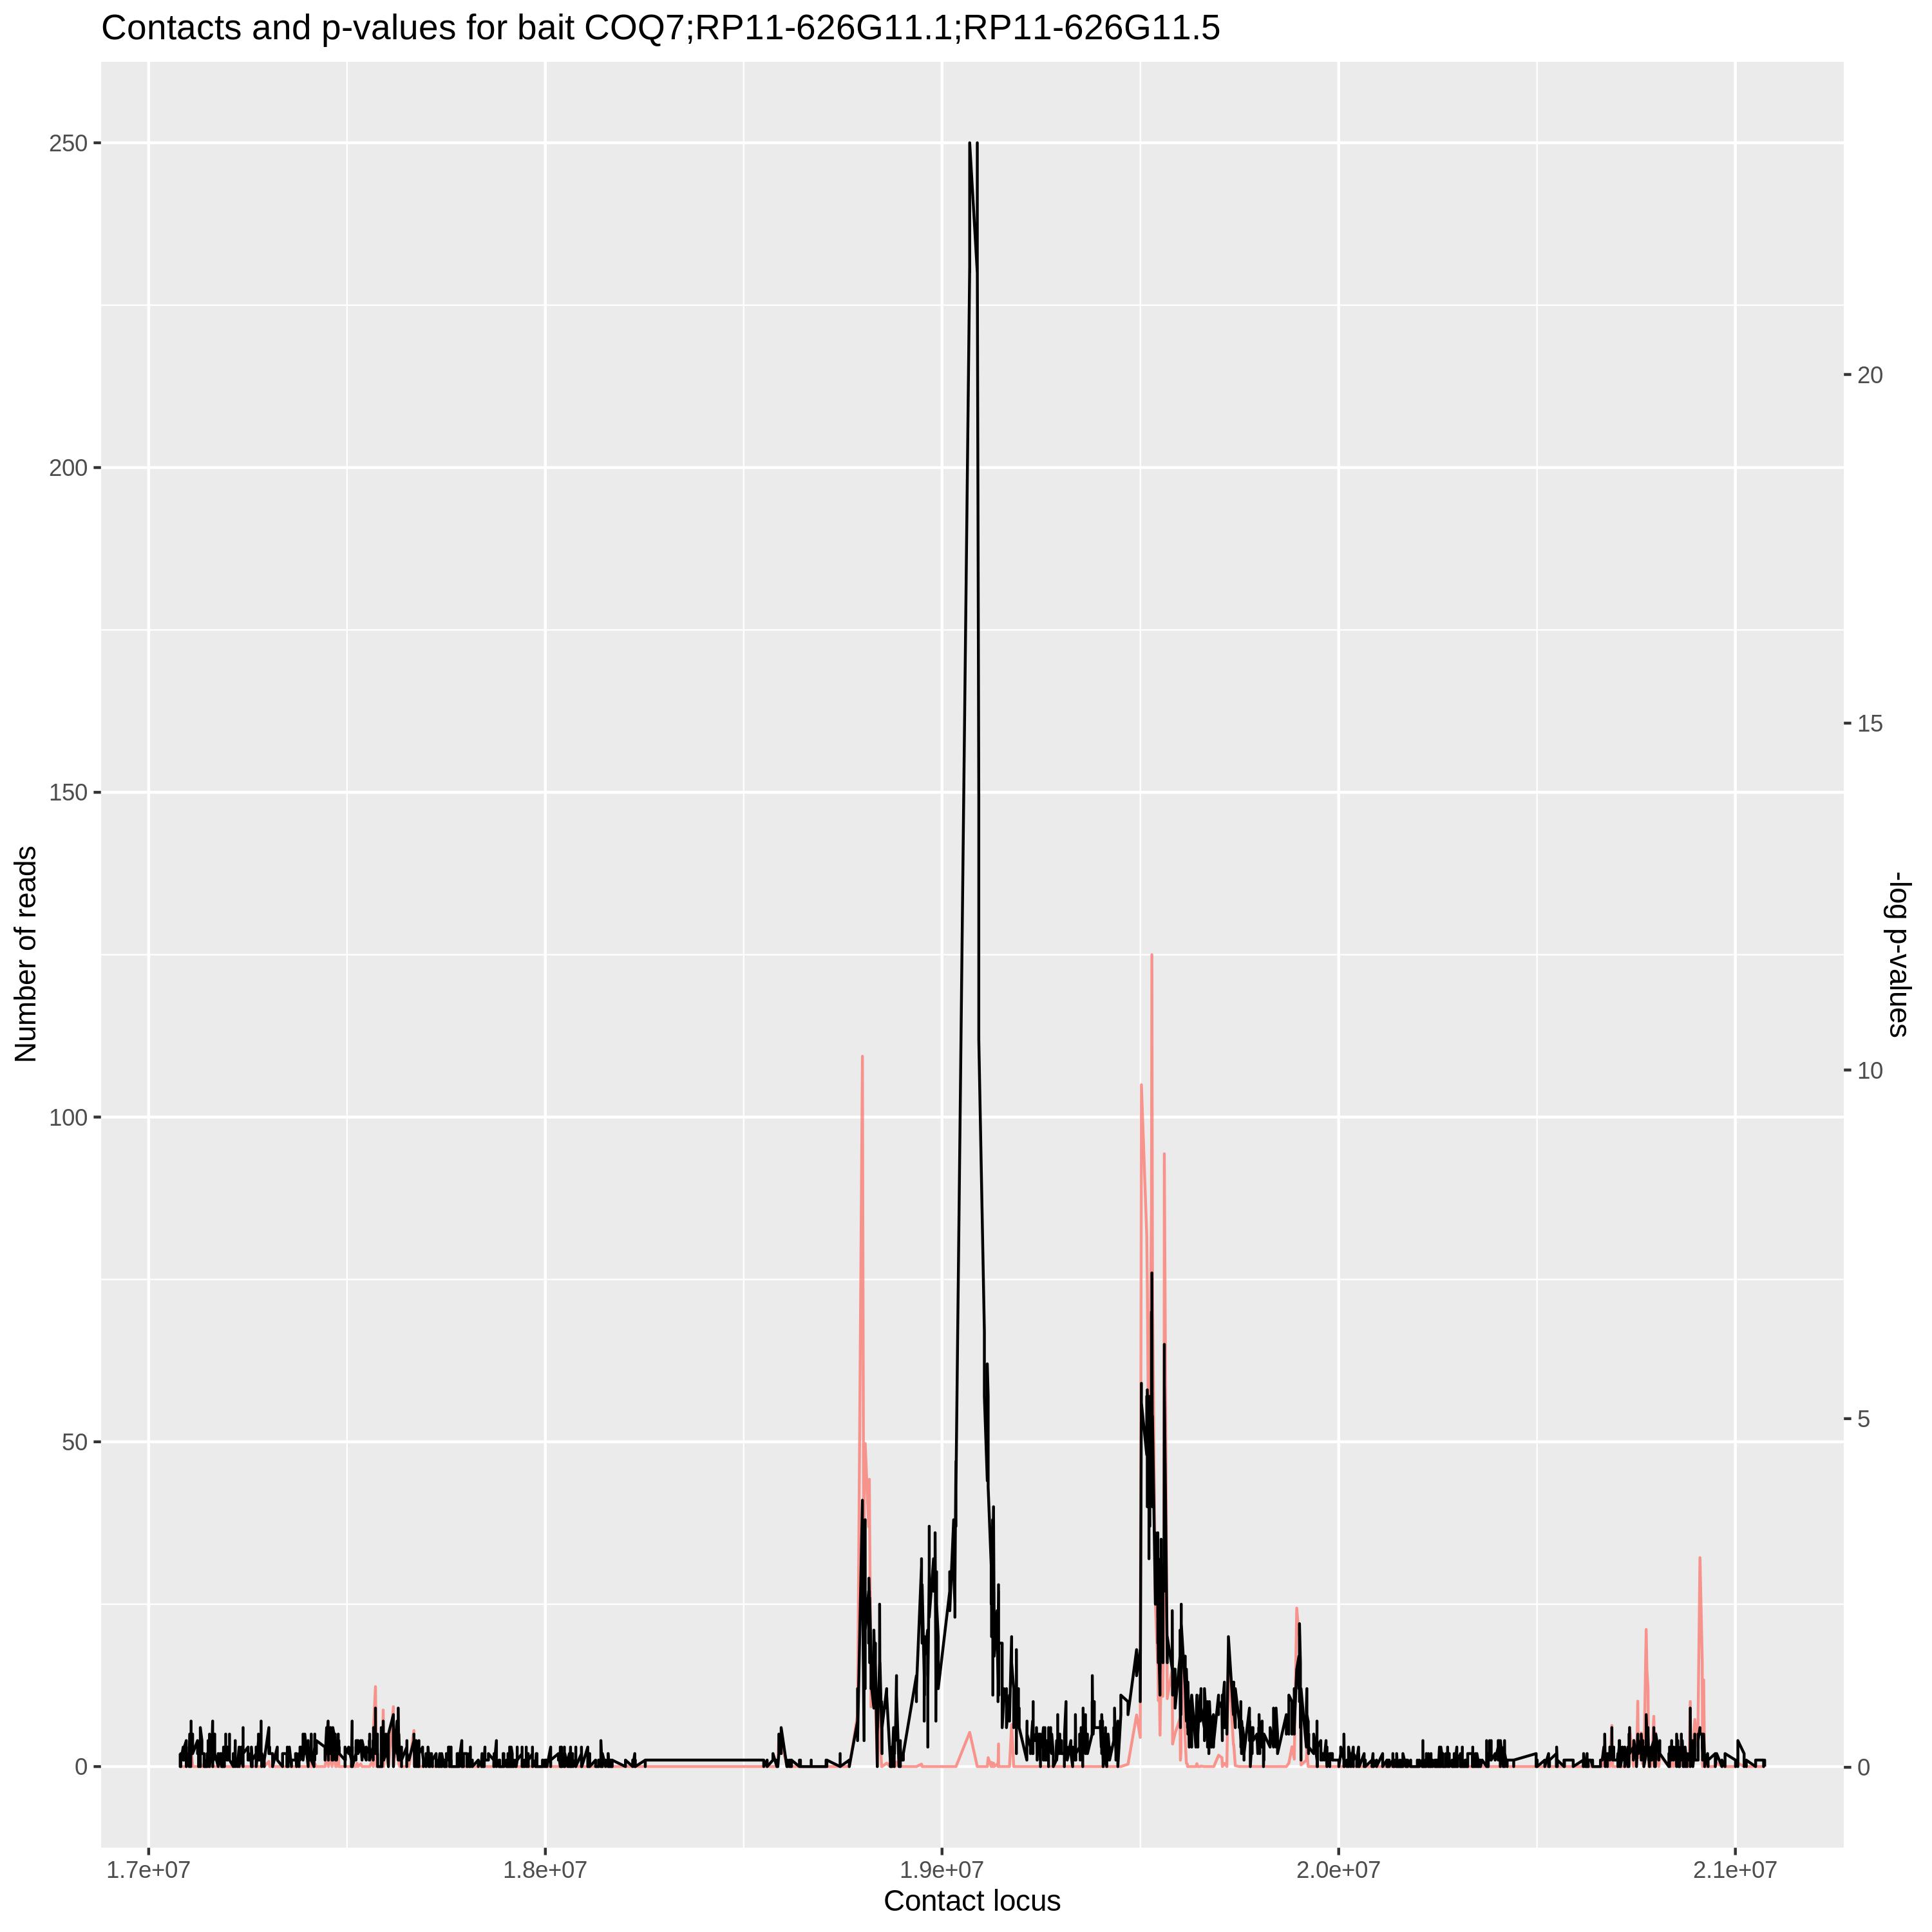 Contacts and p-values for bait COQ7;RP11-626G11.1;RP11-626G11.5
250
200
150
100
50
0
Number of reads
20
15
10
5
0
-log p-values
1.7e+07 1.8e+07 1.9e+07 2.0e+07 2.1e+07
Contact locus